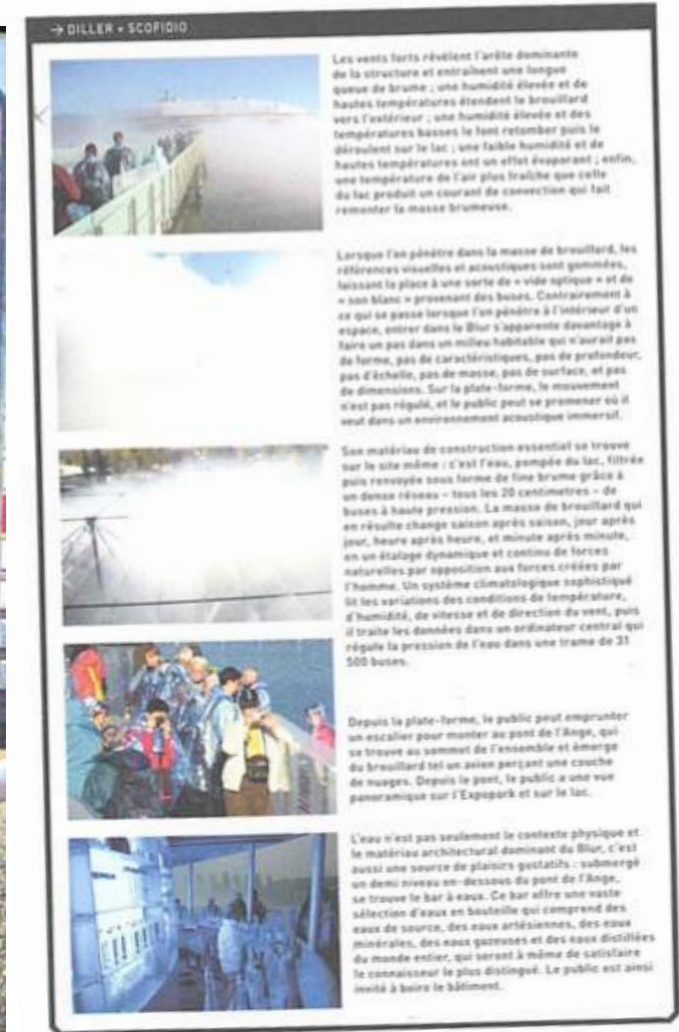 → DILLER + SCOFIDIO
Les vents forts révèlent l'arête dominante
de la structure et entraînent une longue
queue de brume ; une humidité élevée et de
hautes températures étendent le brouillard
vers l'extérieur ; une humidité élevée et des
températures basses le font retomber puis le
déroulent sur le lac ; une faible humidité et de
hautes températures ont un effet évaporant ; enfin,
une température de l'air plus fraîche que celle
du lac produit un courant de convection qui fait
remonter la masse brumeuse.
Lorsque l'on pénètre dans la masse de brouillard, les
références visuelles et acoustiques sont gommées,
laissant la place à une sorte de « vide optique » et de
« son blanc » provenant des buses. Contrairement à
ce qui se passe lorsque l'on pénètre à l'intérieur d'un
espace, entrer dans le Blur s'apparente davantage à
faire un pas dans un milieu habitable qui n'aurait pas
de forme, pas de caractéristiques, pas de profondeur,
pas d'échelle, pas de masse, pas de surface, et pas
de dimensions. Sur la plate-forme, le mouvement
n'est pas régulé, et le public peut se promener où il
veut dans un environnement acoustique immersif.
Son matériau de construction essentiel se trouve
sur le site même : c'est l'eau, pompée du lac, filtrée
puis renvoyée sous forme de fine brume grâce à
un dense réseau – tous les 20 centimetres – de
buses à haute pression. La masse de brouillard qui
en résulte change saison après saison, jour après
jour, heure après heure, et minute après minute,
en un étalage dynamique et continu de forces
naturelles par opposition aux forces créées par
l'homme. Un système climatologique sophistiqué
lit les variations des conditions de température,
d'humidité, de vitesse et de direction du vent, puis
il traite les données dans un ordinateur central qui
régule la pression de l'eau dans une trame de 31
500 buses.
Depuis la plate-forme, le public peut emprunter
un escalier pour monter au pont de l'Ange, qui
se trouve au sommet de l'ensemble et émerge
du brouillard tel un avion perçant une couche
de nuages. Depuis le pont, le public a une vue
panoramique sur l'Expopark et sur le lac.
L'eau n'est pas seulement le contexte physique et
le matériau architectural dominant du Blur, c'est
aussi une source de plaisirs gustatifs : submergé
un demi niveau en-dessous du pont de l'Ange,
se trouve le bar à eaux. Ce bar offre une vaste
sélection d'eaux en bouteille qui comprend des
eaux de source, des eaux artésiennes, des eaux
minérales, des eaux gazeuses et des eaux distillées
du monde entier, qui seront à même de satisfaire
le connaisseur le plus distingué. Le public est ainsi
invité à boire le bâtiment.